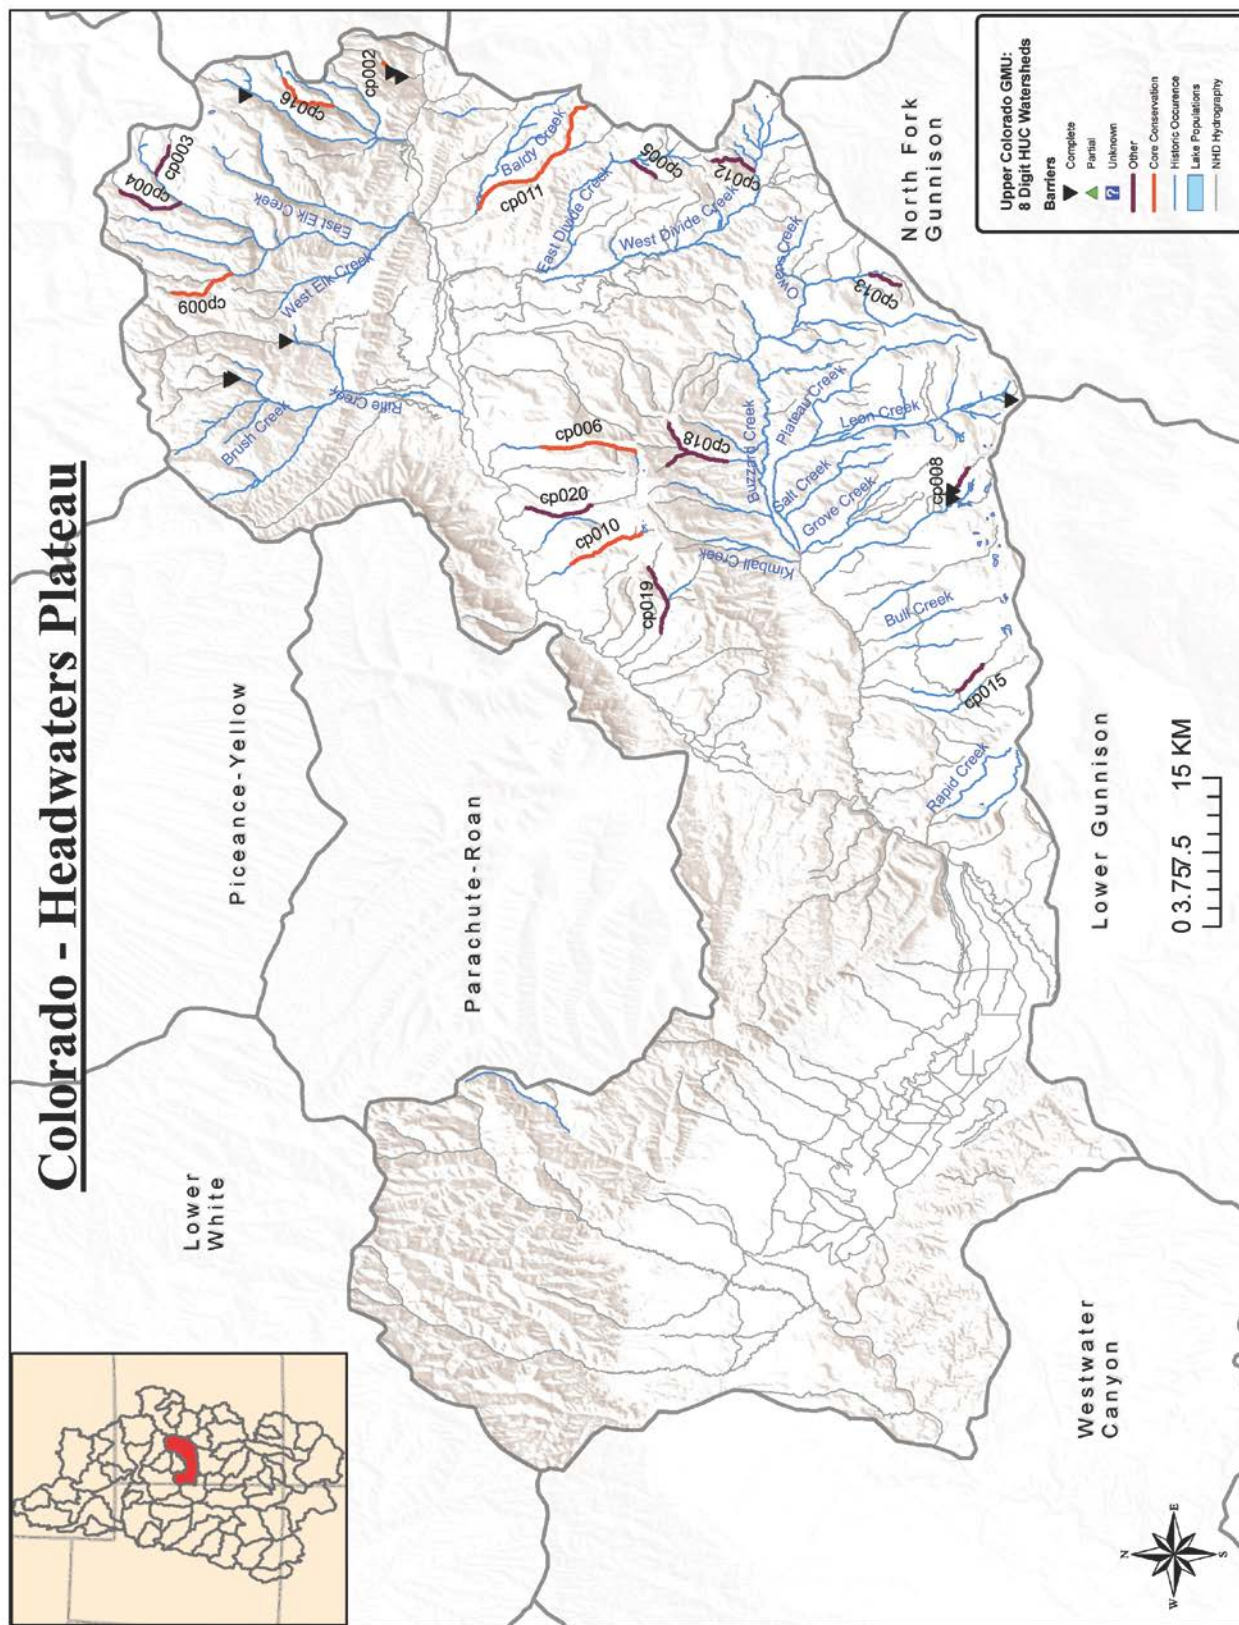 Colorado - Headwaters Plateau
Lower
White
Piceance-Yellow
Parachute-Roan
cp004
cp003
cp016
cp002
cp009
East Elk Creek
West Elk Creek
Brush Creek
Rifle Creek
Baldy Creek
cp011
East Divide Creek
cp005
West Divide Creek
cp012
Owens Creek
cp013
cp006
cp020
cp010
cp019
cp018
Buzzard Creek
Plateau Creek
Leon Creek
Salt Creek
Grove Creek
Kimball Creek
cp008
Bull Creek
cp015
Rapid Creek
North Fork
Gunnison
Lower Gunnison
Westwater
Canyon
0 3.757.5 15 KM
N
W
E
S
Upper Colorado GMU:
8 Digit HUC Watersheds
Barriers
Complete
Partial
? Unknown
Other
Core Conservation
Historic Occurence
Lake Populations
NHD Hydrography